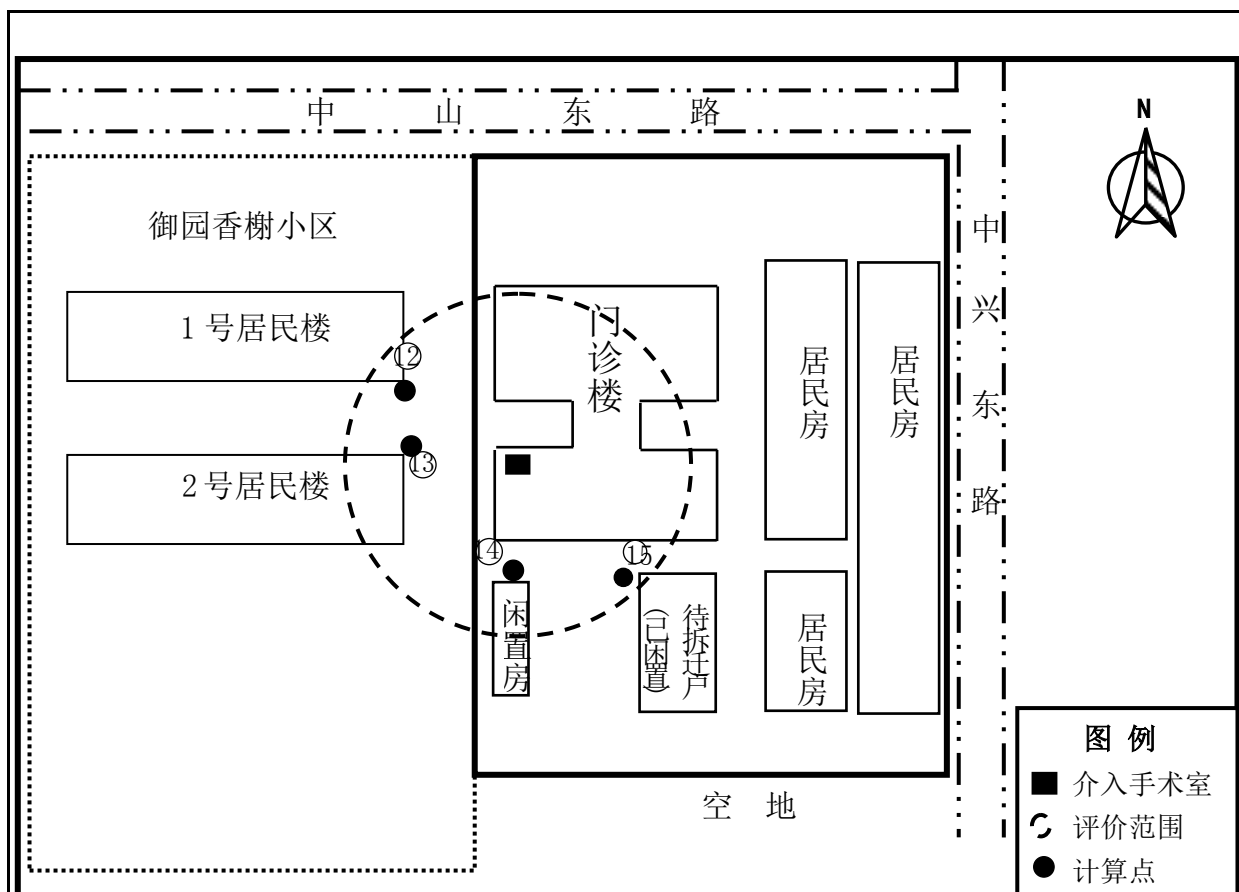 中山东路
N
御园香榭小区
中兴东路
1号居民楼
门诊楼
⑫
居民房
居民房
⑬
2号居民楼
⑭
⑮
闲置房
待拆迁户
(已闲置)
居民房
图例
介入手术室
评价范围
计算点
空地